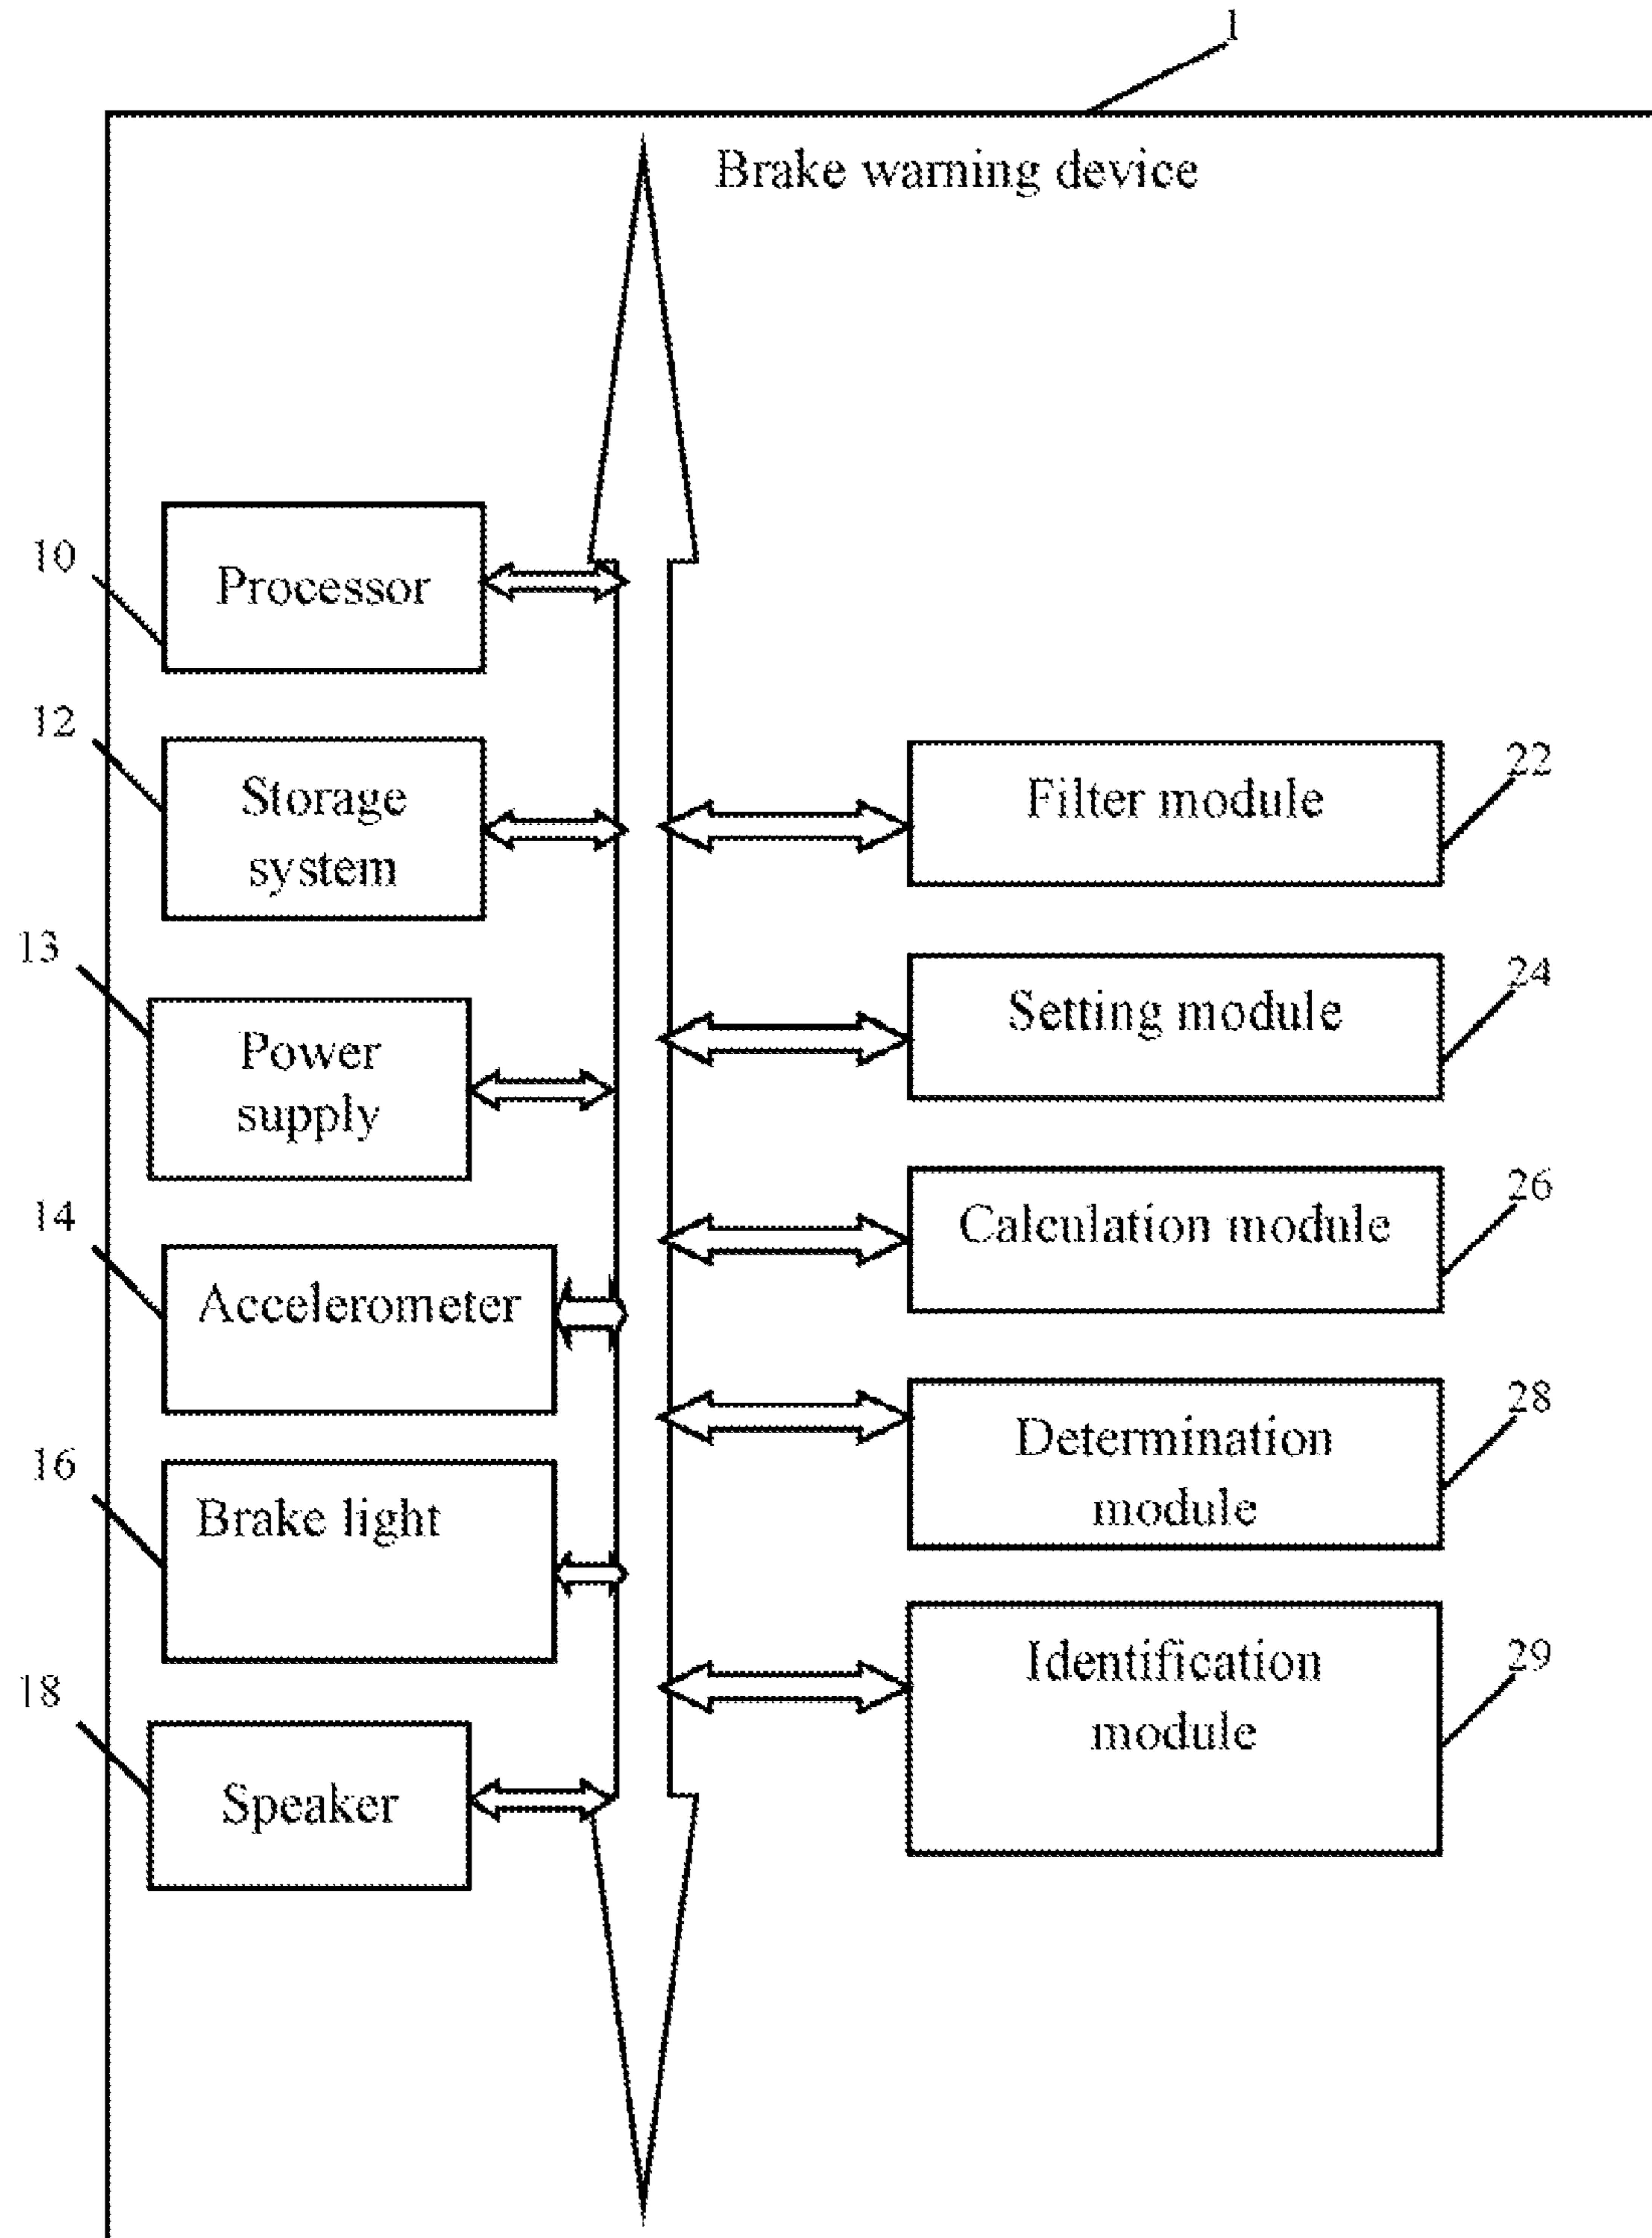 1
Brake warning device
10
Processor
12
Storage
system
13
Power
supply
14
Accelerometer
16
Brake light
18
Speaker
22
Filter module
24
Setting module
26
Calculation module
28
Determination
module
29
Identification
module